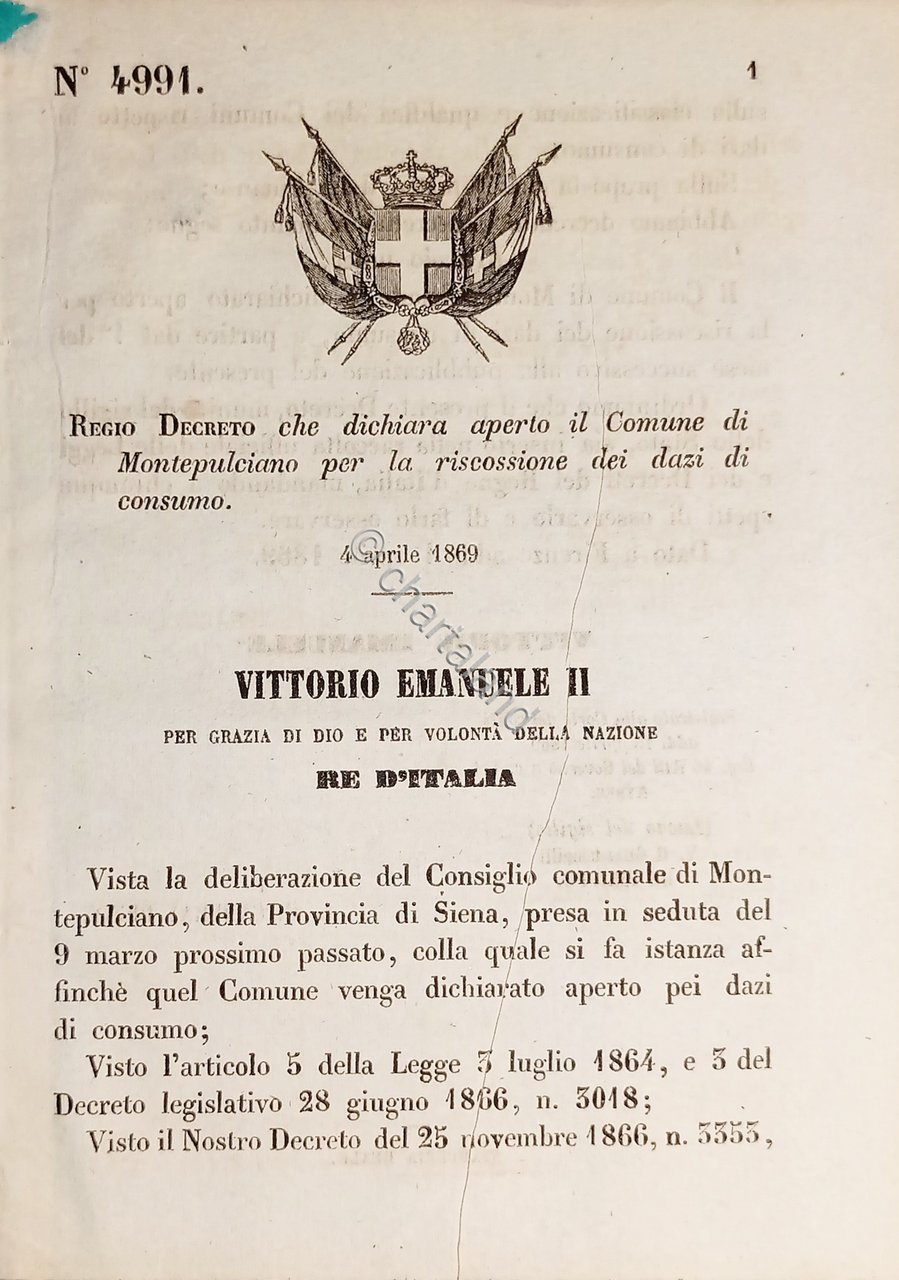 N° 4991.
1
REGIO DECRETO che dichiara aperto il Comune di
Montepulciano per la riscossione dei dazi di
consumo.
4 aprile 1869
© chartaland
VITTORIO EMANUELE II
PER GRAZIA DI DIO E PER VOLONTÀ DELLA NAZIONE
RE D'ITALIA
Vista la deliberazione del Consiglio comunale di Mon-
tepulciano, della Provincia di Siena, presa in seduta del
9 marzo prossimo passato, colla quale si fa istanza af-
finchè quel Comune venga dichiarato aperto pei dazi
di consumo;
Visto l'articolo 5 della Legge 3 luglio 1864, e 3 del
Decreto legislativo 28 giugno 1866, n. 3018;
Visto il Nostro Decreto del 25 novembre 1866, n. 3353,